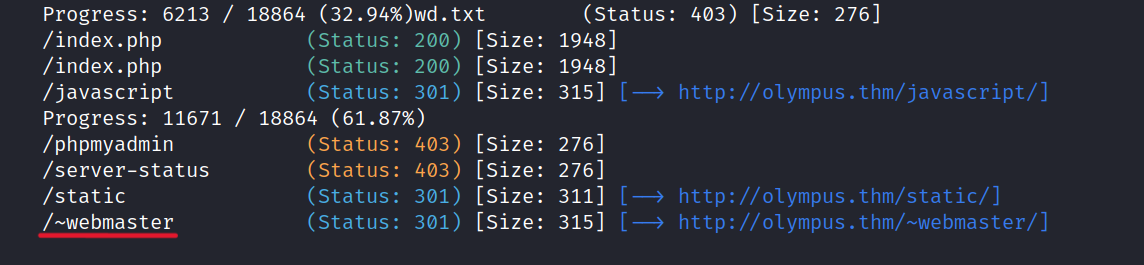 Progress: 6213 / 18864 (32.94%)wd.txt (Status: 403) [Size: 276]
/index.php (Status: 200) [Size: 1948]
/index.php (Status: 200) [Size: 1948]
/javascript (Status: 301) [Size: 315] [--> http://olympus.thm/javascript/]
Progress: 11671 / 18864 (61.87%)
/phpmyadmin (Status: 403) [Size: 276]
/server-status (Status: 403) [Size: 276]
/static (Status: 301) [Size: 311] [--> http://olympus.thm/static/]
/~webmaster (Status: 301) [Size: 315] [--> http://olympus.thm/~webmaster/]